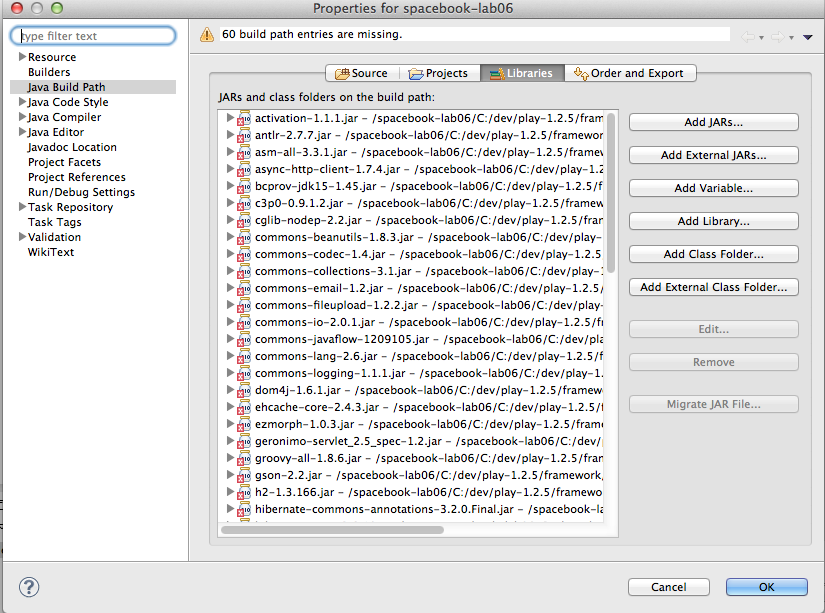 Properties for spacebook-lab06
type filter text
60 build path entries are missing.
Resource
Builders
Java Build Path
Java Code Style
Java Compiler
Java Editor
Javadoc Location
Project Facets
Project References
Run/Debug Settings
Task Repository
Task Tags
Validation
WikiText
Source
Projects
Libraries
Order and Export
JARs and class folders on the build path:
activation-1.1.1.jar - /spacebook-lab06/C:/dev/play-1.2.5/fram
antlr-2.7.7.jar - /spacebook-lab06/C:/dev/play-1.2.5/framewor
asm-all-3.3.1.jar - /spacebook-lab06/C:/dev/play-1.2.5/framew
async-http-client-1.7.4.jar - /spacebook-lab06/C:/dev/play-1.2
bcprov-jdk15-1.45.jar - /spacebook-lab06/C:/dev/play-1.2.5/f
c3p0-0.9.1.2.jar - /spacebook-lab06/C:/dev/play-1.2.5/framew
cglib-nodep-2.2.jar - /spacebook-lab06/C:/dev/play-1.2.5/fram
commons-beanutils-1.8.3.jar - /spacebook-lab06/C:/dev/play-
commons-codec-1.4.jar - /spacebook-lab06/C:/dev/play-1.2.5
commons-collections-3.1.jar - /spacebook-lab06/C:/dev/play-
commons-email-1.2.jar - /spacebook-lab06/C:/dev/play-1.2.5/
commons-fileupload-1.2.2.jar - /spacebook-lab06/C:/dev/play-
commons-io-2.0.1.jar - /spacebook-lab06/C:/dev/play-1.2.5/f
commons-javaflow-1209105.jar - /spacebook-lab06/C:/dev/pla
commons-lang-2.6.jar - /spacebook-lab06/C:/dev/play-1.2.5/f
commons-logging-1.1.1.jar - /spacebook-lab06/C:/dev/play-1
dom4j-1.6.1.jar - /spacebook-lab06/C:/dev/play-1.2.5/framew
ehcache-core-2.4.3.jar - /spacebook-lab06/C:/dev/play-1.2.5/
ezmorph-1.0.3.jar - /spacebook-lab06/C:/dev/play-1.2.5/fram
geronimo-servlet_2.5_spec-1.2.jar - /spacebook-lab06/C:/dev/
groovy-all-1.8.6.jar - /spacebook-lab06/C:/dev/play-1.2.5/fra
gson-2.2.jar - /spacebook-lab06/C:/dev/play-1.2.5/framework,
h2-1.3.166.jar - /spacebook-lab06/C:/dev/play-1.2.5/framewo
hibernate-commons-annotations-3.2.0.Final.jar - /spacebook-la
Add JARs...
Add External JARs...
Add Variable...
Add Library...
Add Class Folder...
Add External Class Folder...
Edit...
Remove
Migrate JAR File...
?
Cancel
OK